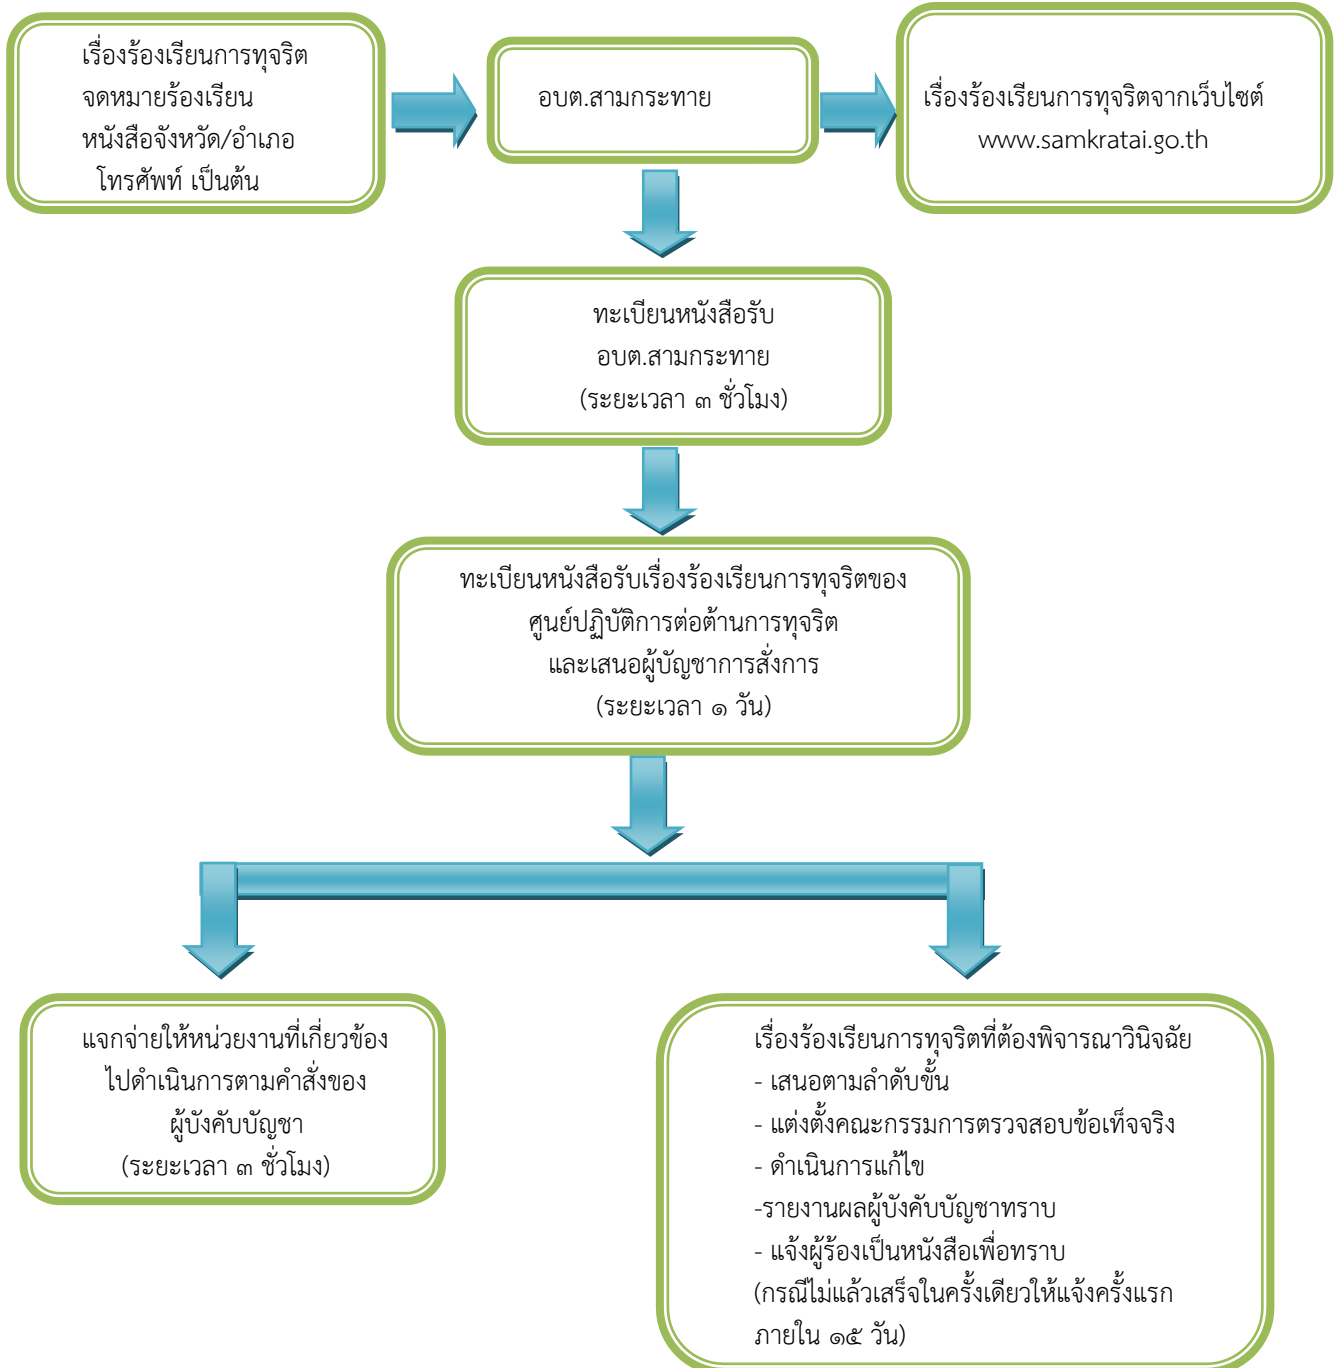 เรื่องร้องเรียนการทุจริต
จดหมายร้องเรียน
หนังสือจังหวัด/อำเภอ
โทรศัพท์ เป็นต้น
อบต.สามกระทาย
เรื่องร้องเรียนการทุจริตจากเว็บไซต์
www.samkratai.go.th
ทะเบียนหนังสือรับ
อบต.สามกระทาย
(ระยะเวลา ๓ ชั่วโมง)
ทะเบียนหนังสือรับเรื่องร้องเรียนการทุจริตของ
ศูนย์ปฏิบัติการต่อต้านการทุจริต
และเสนอผู้บัญชาการสั่งการ
(ระยะเวลา ๑ วัน)
แจกจ่ายให้หน่วยงานที่เกี่ยวข้อง
ไปดำเนินการตามคำสั่งของ
ผู้บังคับบัญชา
(ระยะเวลา ๓ ชั่วโมง)
เรื่องร้องเรียนการทุจริตที่ต้องพิจารณาวินิจฉัย
- เสนอตามลำดับขั้น
- แต่งตั้งคณะกรรมการตรวจสอบข้อเท็จจริง
- ดำเนินการแก้ไข
-รายงานผลผู้บังคับบัญชาทราบ
- แจ้งผู้ร้องเป็นหนังสือเพื่อทราบ
(กรณีไม่แล้วเสร็จในครั้งเดียวให้แจ้งครั้งแรก
ภายใน ๑๕ วัน)